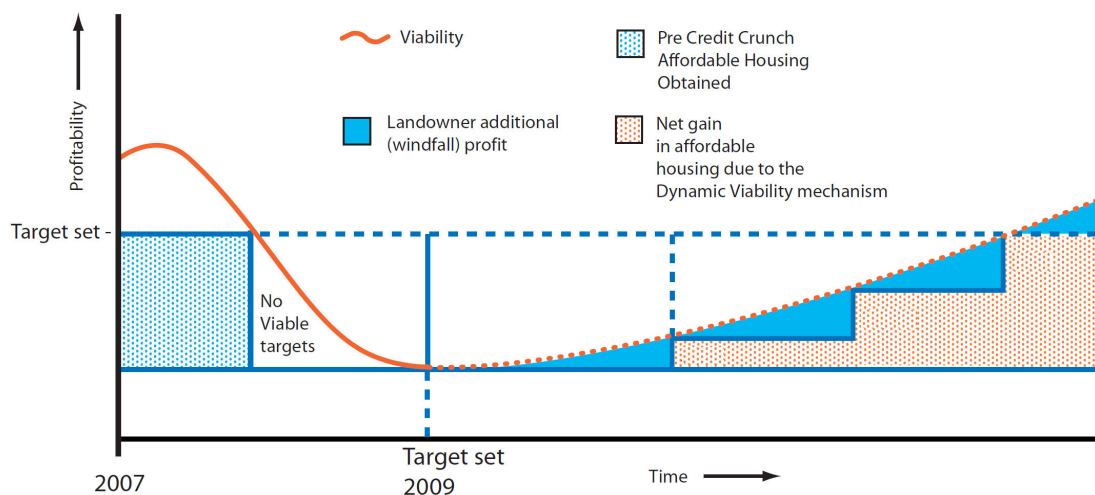 Viability
Pre Credit Crunch
Affordable Housing
Obtained
Landowner additional
(windfall) profit
Net gain
in affordable
housing due to the
Dynamic Viability mechanism
Profitability
Target set -
No
Viable
targets
Target set
2007
2009
Time